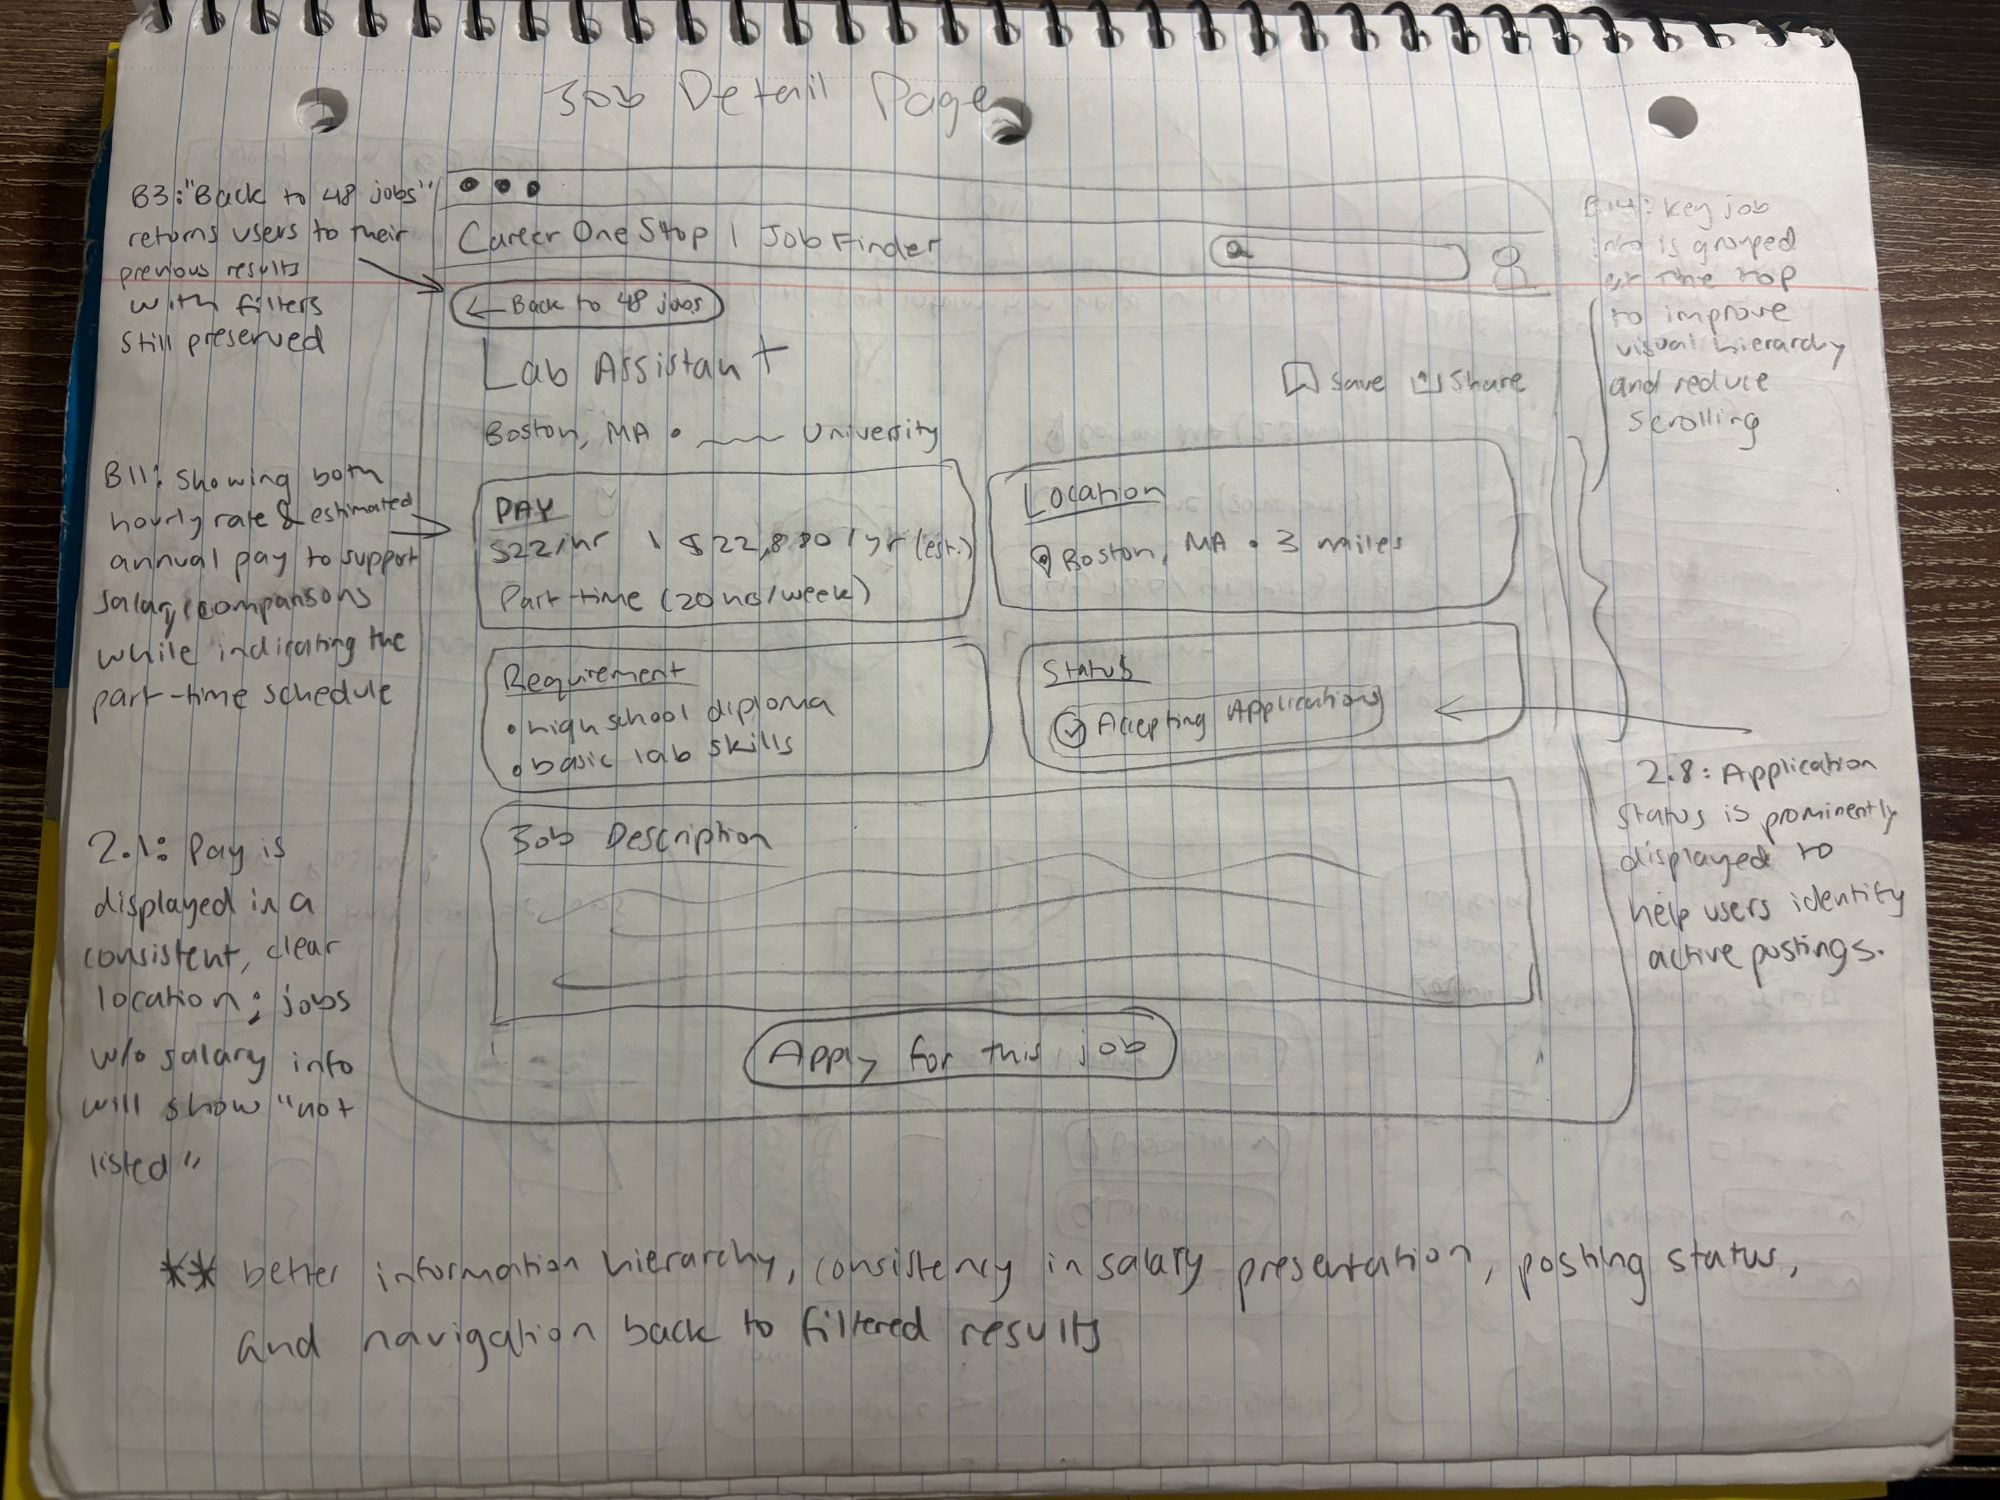 Job Detail Page
B3: "Back to 48 jobs"
returns users to their
previous results
with filters
still preserved
B11: Showing both
hourly rate & estimated
annual pay to support
salary comparisons
while indicating the
part-time schedule
2.1: Pay is
displayed in a
consistent, clear
location; jobs
w/o salary info
will show "not
listed"
Career One Stop | Job Finder
← Back to 48 jobs
Lab Assistant
Save Share
Boston, MA • University
PAY
$22/hr | $22,880/yr (est.)
Part-time (20 hrs/week)
Location
Boston, MA • 3 miles
Requirement
• high school diploma
• basic lab skills
Status
Accepting Applications
Job Description
Apply for this job
key job
info is grouped
at the top
to improve
visual hierarchy
and reduce
scrolling
2.8: Application
status is prominently
displayed to
help users identify
active postings.
** better information hierarchy, consistency in salary presentation, posting status,
and navigation back to filtered results